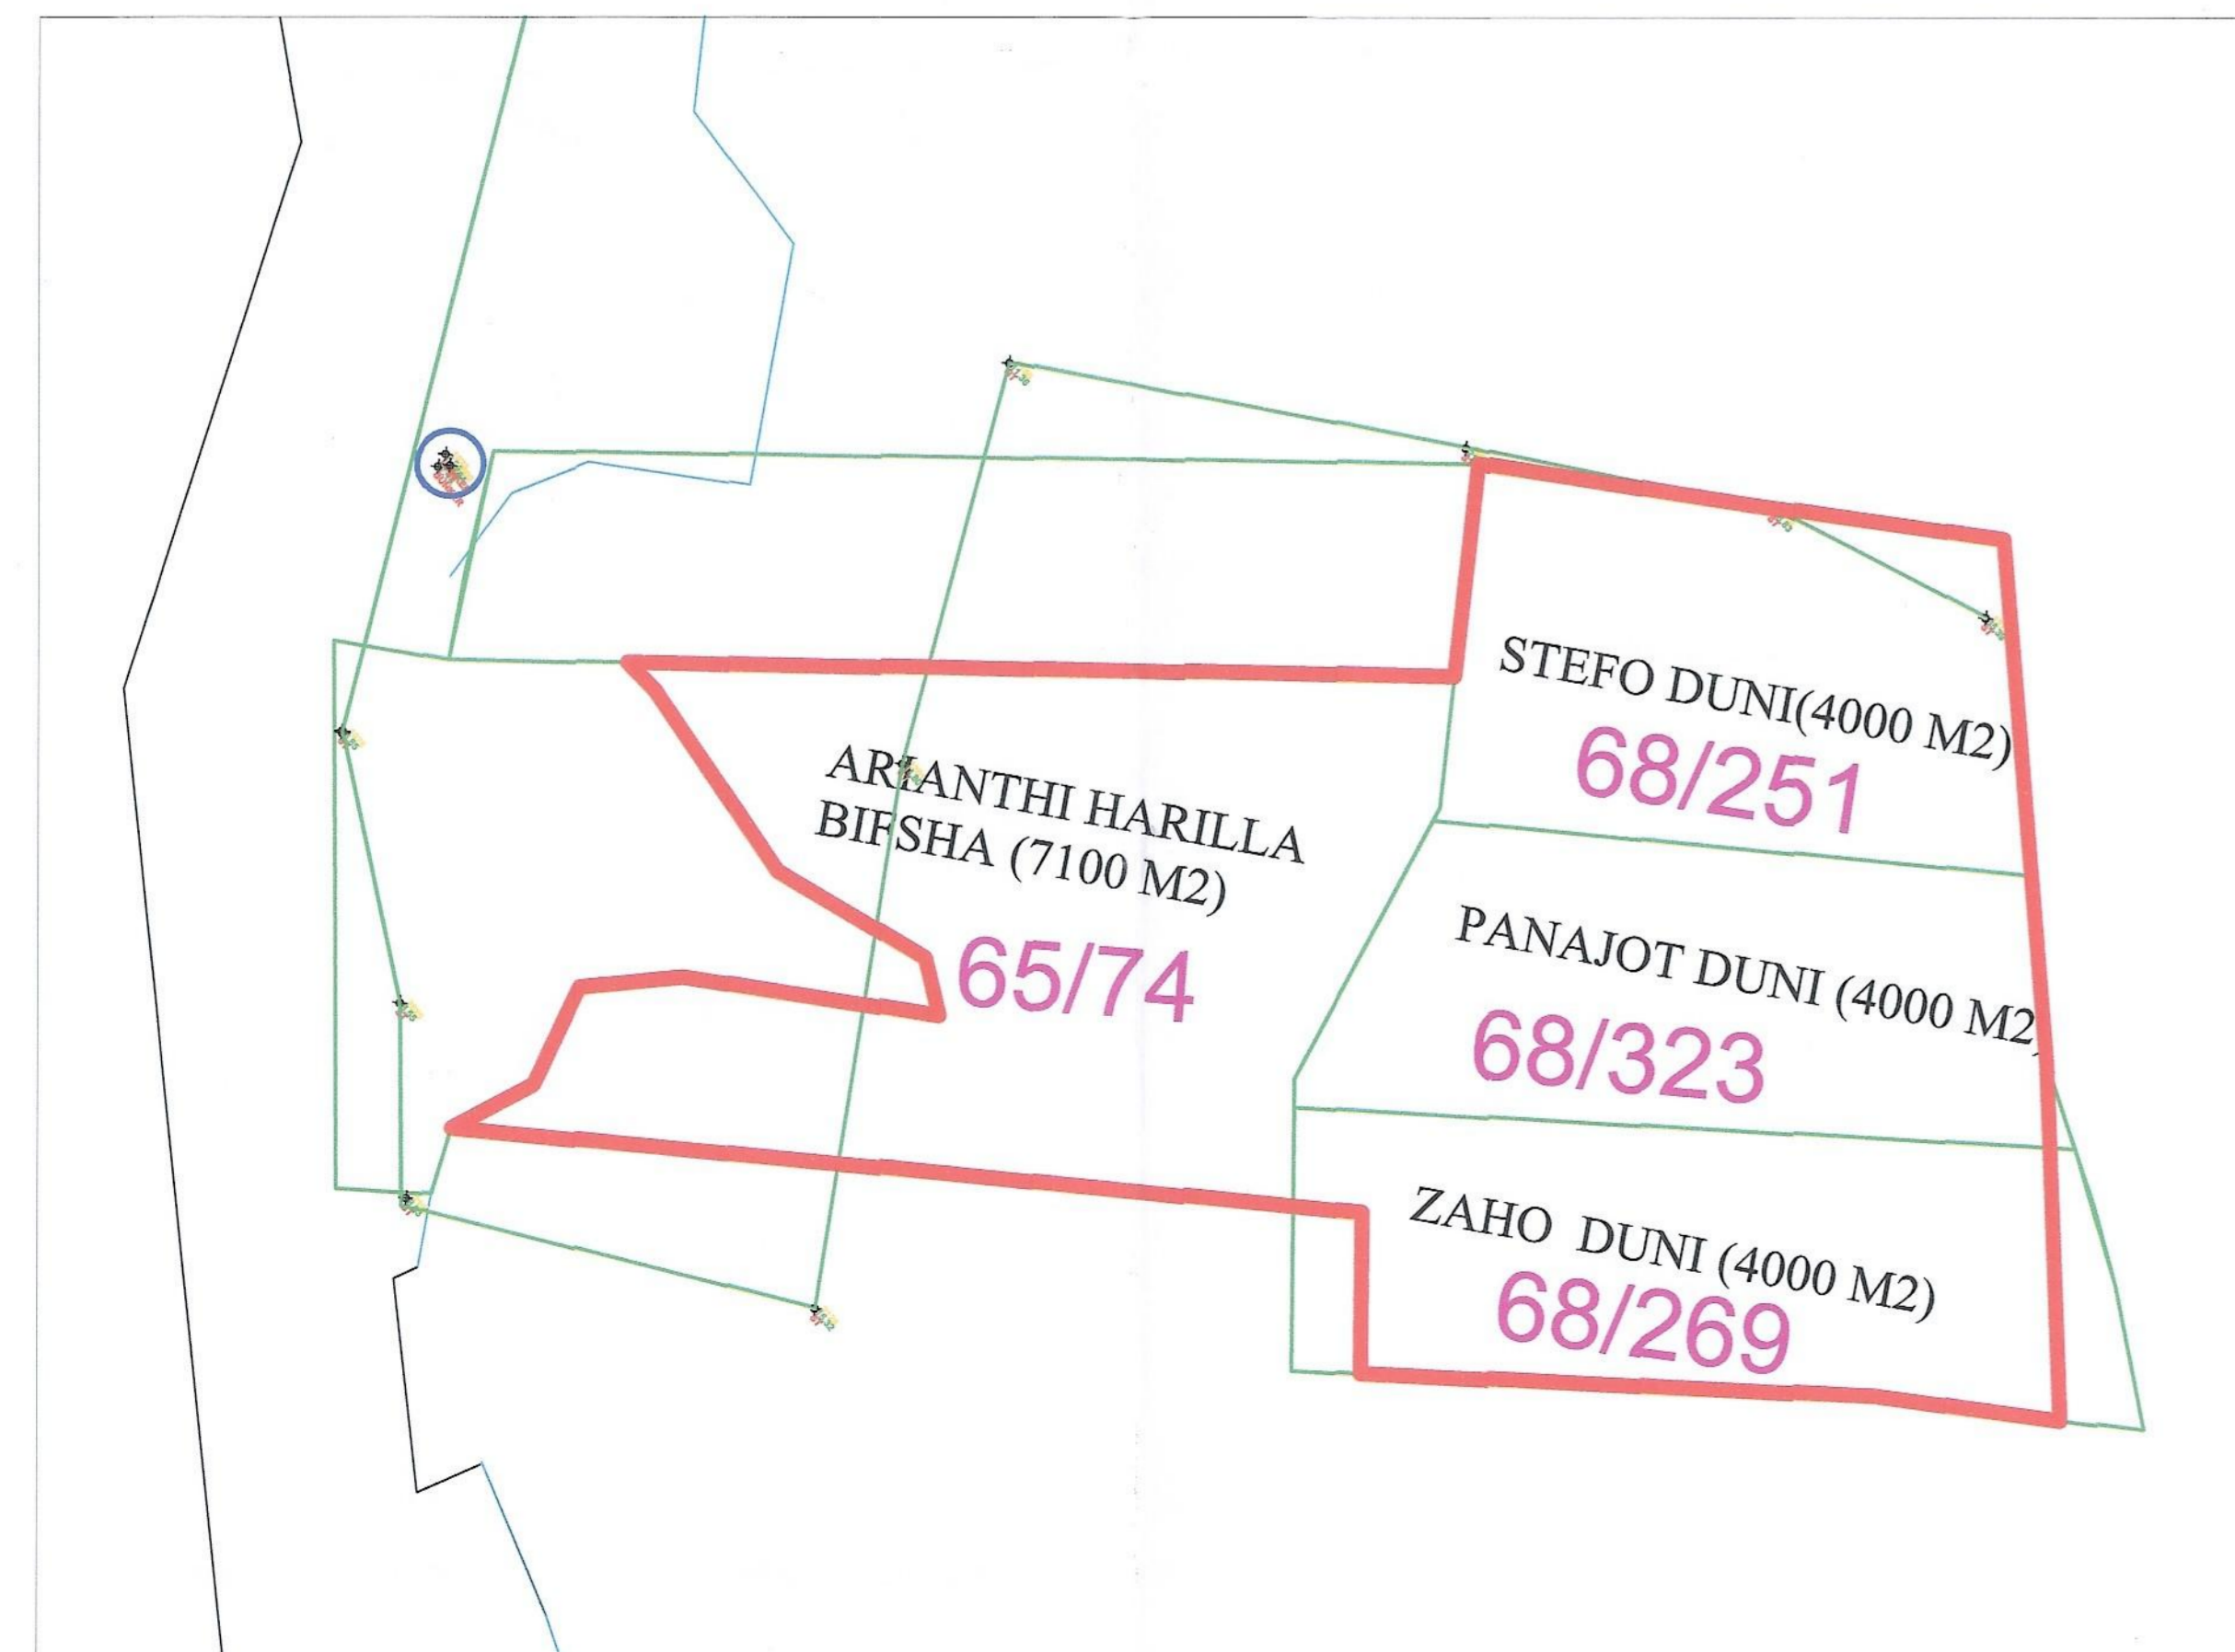 STEFO DUNI(4000 M2)
68/251
ARIANTHI HARILLA
BIFSHA (7100 M2)
65/74
PANAJOT DUNI (4000 M2)
68/323
ZAHO DUNI (4000 M2)
68/269